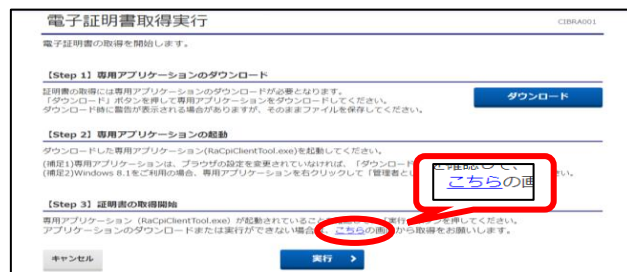 電子証明書取得実行
CIBRA001
電子証明書の取得を開始します。
【Step 1】専用アプリケーションのダウンロード
証明書の取得には専用アプリケーションのダウンロードが必要となります。
「ダウンロード」ボタンを押して専用アプリケーションをダウンロードしてください。
ダウンロード時に警告が表示される場合がありますが、そのままファイルを保存してください。
ダウンロード
【Step 2】専用アプリケーションの起動
ダウンロードした専用アプリケーション(RaCpiClientTool.exe)を起動してください。
(補足1)専用アプリケーションは、ブラウザの設定を変更されていなければ、「ダウンロード
(補足2)Windows 8.1をご利用の場合、専用アプリケーションを右クリックして「管理者とし
い。
を確認して、
こちらの画
【Step 3】証明書の取得開始
専用アプリケーション（RaCpiClientTool.exe）が起動されていること 実行 ンを押してください。
アプリケーションのダウンロードまたは実行ができない場合は、こちらの画 から取得をお願いします。
キャンセル
実行